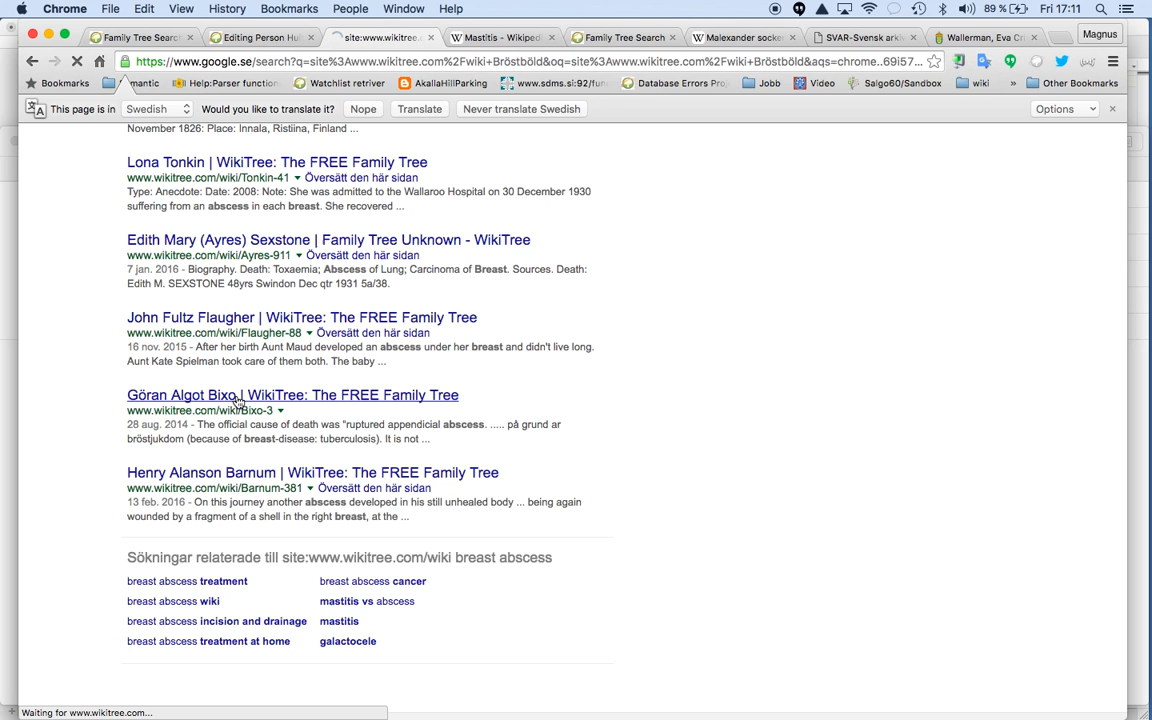 Chrome File Edit View History Bookmarks People Window Help 89 % Fri 17:11
Family Tree Searc × Editing Person Hu × site:www.wikitree.c × Mastitis - Wikiped × Family Tree Search × Malexander socken × SVAR-Svensk arkiv × Wallerman, Eva Cri × Magnus
https://www.google.se/search?q=site%3Awww.wikitree.com%2Fwiki+Bröstböld&oq=site%3Awww.wikitree.com%2Fwiki+Bröstböld&aqs=chrome..69i57...
Bookmarks mantic Help:Parser function Watchlist retriever AkallaHillParking www.sdms.si:92/fun Database Errors Proj Jobb Video Salgo60/Sandbox wiki » Other Bookmarks
This page is in Swedish Would you like to translate it? Nope Translate Never translate Swedish Options ×
November 1826: Place: Innala, Ristiina, Finland ...
Lona Tonkin | WikiTree: The FREE Family Tree
www.wikitree.com/wiki/Tonkin-41 ▼ Översätt den här sidan
Type: Anecdote: Date: 2008: Note: She was admitted to the Wallaroo Hospital on 30 December 1930
suffering from an abscess in each breast. She recovered ...
Edith Mary (Ayres) Sexstone | Family Tree Unknown - WikiTree
www.wikitree.com/wiki/Ayres-911 ▼ Översätt den här sidan
7 jan. 2016 - Biography. Death: Toxaemia; Abscess of Lung; Carcinoma of Breast. Sources. Death:
Edith M. SEXSTONE 48yrs Swindon Dec qtr 1931 5a/38.
John Fultz Flaugher | WikiTree: The FREE Family Tree
www.wikitree.com/wiki/Flaugher-88 ▼ Översätt den här sidan
16 nov. 2015 - After her birth Aunt Maud developed an abscess under her breast and didn't live long.
Aunt Kate Spielman took care of them both. The baby ...
Göran Algot Bixo | WikiTree: The FREE Family Tree
www.wikitree.com/wiki/Bixo-3 ▼
28 aug. 2014 - The official cause of death was "ruptured appendicial abscess. ..... på grund ar
bröstjukdom (because of breast-disease: tuberculosis). It is not ...
Henry Alanson Barnum | WikiTree: The FREE Family Tree
www.wikitree.com/wiki/Barnum-381 ▼ Översätt den här sidan
13 feb. 2016 - On this journey another abscess developed in his still unhealed body ... being again
wounded by a fragment of a shell in the right breast, at the ...
Sökningar relaterade till site:www.wikitree.com/wiki breast abscess
breast abscess treatment breast abscess cancer
breast abscess wiki mastitis vs abscess
breast abscess incision and drainage mastitis
breast abscess treatment at home galactocele
Waiting for www.wikitree.com...